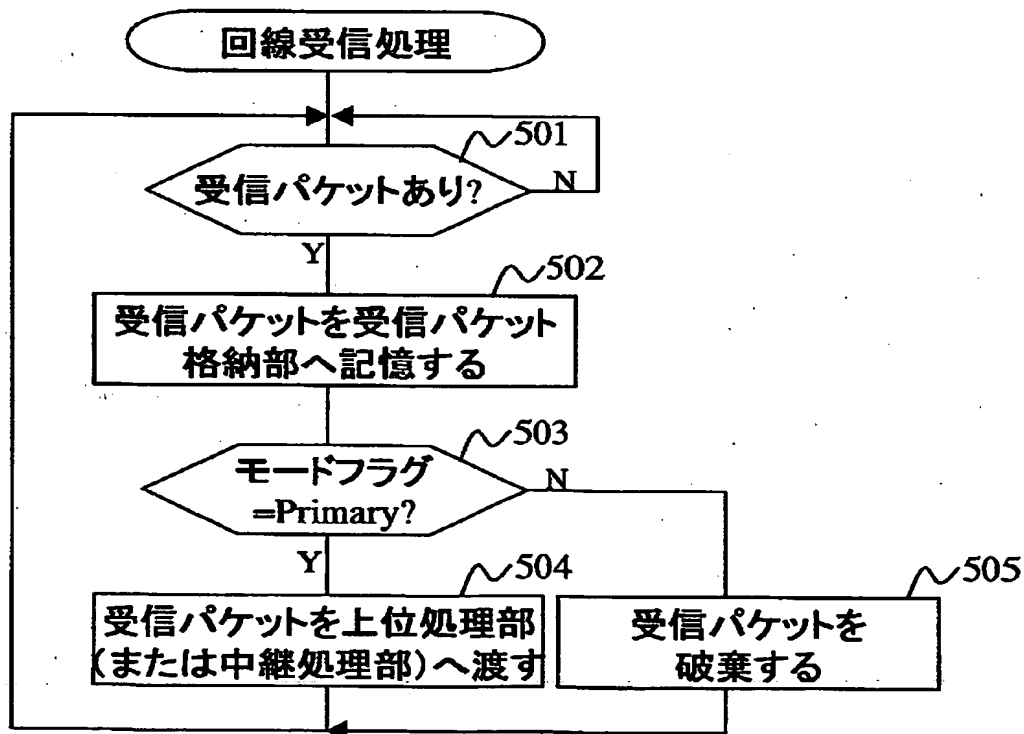 回線受信処理
501
受信パケットあり?
N
Y
502
受信パケットを受信パケット
格納部へ記憶する
503
モードフラグ
=Primary?
N
Y
504
受信パケットを上位処理部
(または中継処理部)へ渡す
505
受信パケットを
破棄する